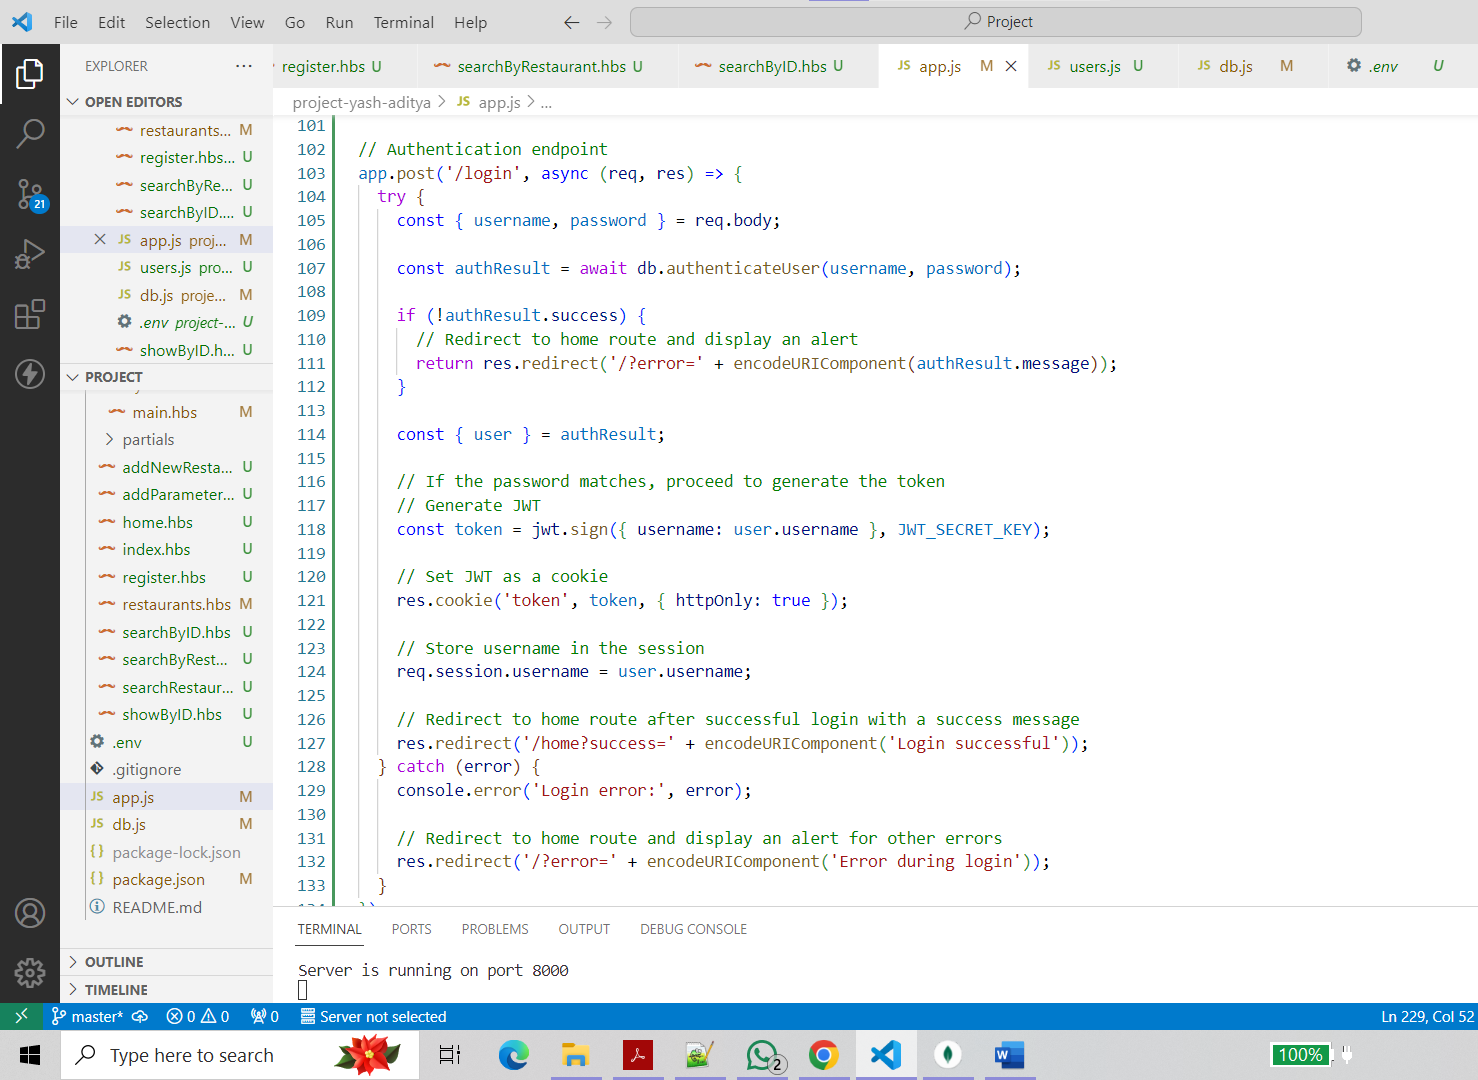 File Edit Selection View Go Run Terminal Help
Project
EXPLORER ...
register.hbs U
searchByRestaurant.hbs U
searchByID.hbs U
JS app.js M
JS users.js U
JS db.js M
.env U
OPEN EDITORS
restaurants... M
register.hbs... U
searchByRe... U
searchByID.... U
JS app.js proj... M
JS users.js pro... U
JS db.js proje... M
.env project-... U
showByID.h... U
PROJECT
main.hbs M
partials
addNewResta... U
addParameter... U
home.hbs U
index.hbs U
register.hbs U
restaurants.hbs M
searchByID.hbs U
searchByRest... U
searchRestaur... U
showByID.hbs U
.env U
.gitignore
JS app.js M
JS db.js M
{} package-lock.json
{} package.json M
README.md
OUTLINE
TIMELINE
21
project-yash-aditya > JS app.js > ...
101
102 // Authentication endpoint
103 app.post('/login', async (req, res) => {
104 try {
105 const { username, password } = req.body;
106
107 const authResult = await db.authenticateUser(username, password);
108
109 if (!authResult.success) {
110 // Redirect to home route and display an alert
111 return res.redirect('/?error=' + encodeURIComponent(authResult.message));
112 }
113
114 const { user } = authResult;
115
116 // If the password matches, proceed to generate the token
117 // Generate JWT
118 const token = jwt.sign({ username: user.username }, JWT_SECRET_KEY);
119
120 // Set JWT as a cookie
121 res.cookie('token', token, { httpOnly: true });
122
123 // Store username in the session
124 req.session.username = user.username;
125
126 // Redirect to home route after successful login with a success message
127 res.redirect('/home?success=' + encodeURIComponent('Login successful'));
128 } catch (error) {
129 console.error('Login error:', error);
130
131 // Redirect to home route and display an alert for other errors
132 res.redirect('/?error=' + encodeURIComponent('Error during login'));
133 }
TERMINAL PORTS PROBLEMS OUTPUT DEBUG CONSOLE
Server is running on port 8000
master* 0 0 0 Server not selected
Ln 229, Col 52
Type here to search
2
100%